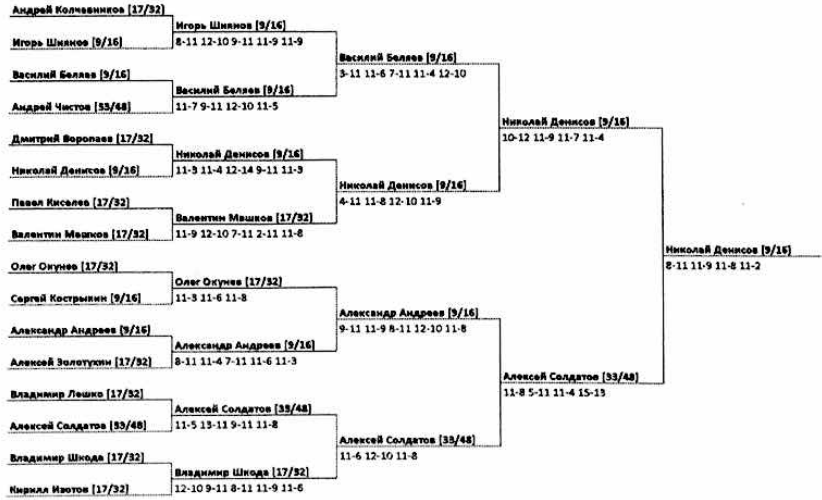 Андрей Колчевников [17/32]
Игорь Шиянов [9/16]
8-11 12-10 9-11 11-9 11-9
Игорь Шиянов [9/16]
Василий Беляев [9/16]
3-11 11-6 7-11 11-4 12-10
Василий Беляев [9/16]
Василий Беляев [9/16]
11-7 9-11 12-10 11-5
Андрей Чистов [33/48]
Николай Денисов [9/16]
10-12 11-9 11-7 11-4
Дмитрий Воропаев [17/32]
Николай Денисов [9/16]
11-3 11-4 12-14 9-11 11-3
Николай Денисов [9/16]
Николай Денисов [9/16]
4-11 11-8 12-10 11-9
Павел Киселев [17/32]
Валентин Машков [17/32]
11-9 12-10 7-11 2-11 11-8
Валентин Машков [17/32]
Николай Денисов [9/16]
8-11 11-9 11-8 11-2
Олег Окунев [17/32]
Олег Окунев [17/32]
11-3 11-6 11-8
Сергей Кострыкин [9/16]
Александр Андреев [9/16]
9-11 11-9 8-11 12-10 11-8
Александр Андреев [9/16]
Александр Андреев [9/16]
8-11 11-4 7-11 11-6 11-3
Алексей Золотухин [17/32]
Алексей Солдатов [33/48]
11-8 5-11 11-4 15-13
Владимир Лешко [17/32]
Алексей Солдатов [33/48]
11-5 13-11 9-11 11-8
Алексей Солдатов [33/48]
Алексей Солдатов [33/48]
11-6 12-10 11-8
Владимир Шкода [17/32]
Владимир Шкода [17/32]
12-10 9-11 8-11 11-9 11-6
Кирилл Изотов [17/32]